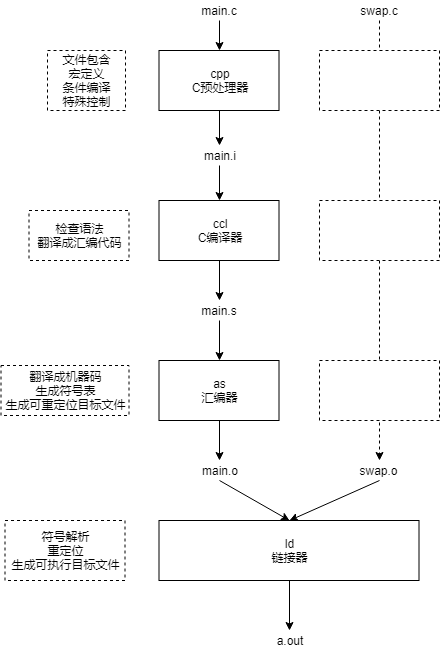 main.c
swap.c
文件包含
宏定义
条件编译
特殊控制
cpp
C预处理器
main.i
检查语法
翻译成汇编代码
ccl
C编译器
main.s
翻译成机器码
生成符号表
生成可重定位目标文件
as
汇编器
main.o
swap.o
符号解析
重定位
生成可执行目标文件
ld
链接器
a.out